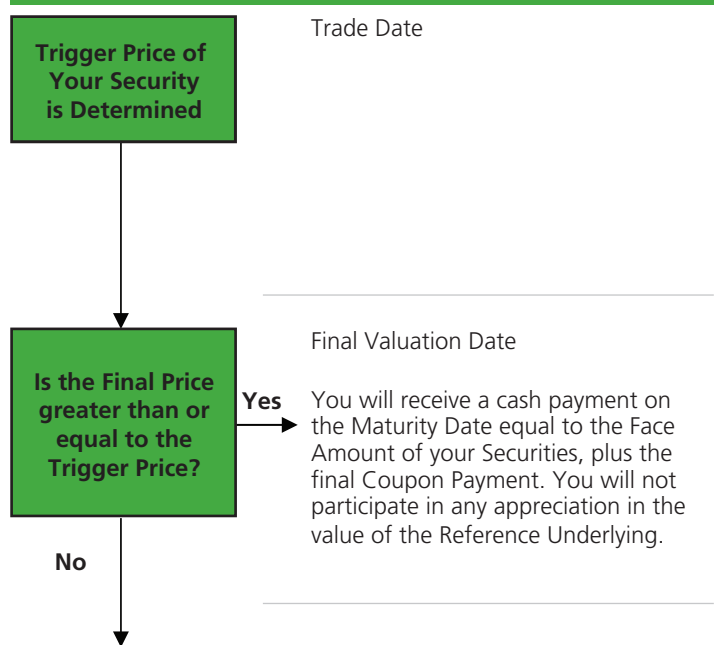 Trigger Price of
Your Security
is Determined
Trade Date
Is the Final Price
greater than or
equal to the
Trigger Price?
Yes
Final Valuation Date
You will receive a cash payment on
the Maturity Date equal to the Face
Amount of your Securities, plus the
final Coupon Payment. You will not
participate in any appreciation in the
value of the Reference Underlying.
No